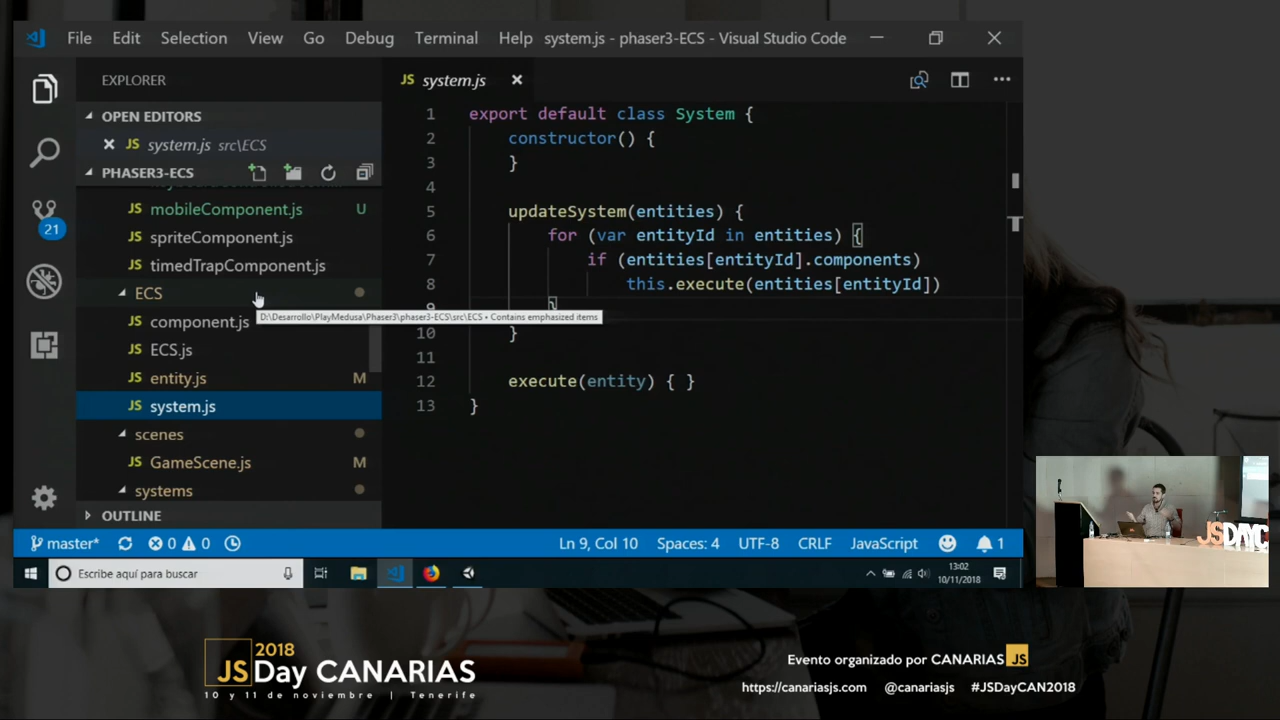 File Edit Selection View Go Debug Terminal Help system.js - phaser3-ECS - Visual Studio Code
EXPLORER
JS system.js
OPEN EDITORS
JS system.js src\ECS
PHASER3-ECS
JS mobileComponent.js U
JS spriteComponent.js
JS timedTrapComponent.js
ECS
D:\Desarrollo\PlayMedusa\Phaser3\phaser3-ECS\src\ECS • Contains emphasized items
JS component.js
JS ECS.js
JS entity.js M
JS system.js
scenes
JS GameScene.js M
systems
OUTLINE
21
1 export default class System {
2 constructor() {
3 }
4
5 updateSystem(entities) {
6 for (var entityId in entities) {
7 if (entities[entityId].components)
8 this.execute(entities[entityId])
9 }
10 }
11
12 execute(entity) { }
13 }
master* 0 0 Ln 9, Col 10 Spaces: 4 UTF-8 CRLF JavaScript 1
Escribe aquí para buscar
13:02
10/11/2018
JSDAYC
2018
JSDay CANARIAS
10 y 11 de noviembre | Tenerife
Evento organizado por CANARIAS JS
https://canariasjs.com @canariasjs #JSDayCAN2018